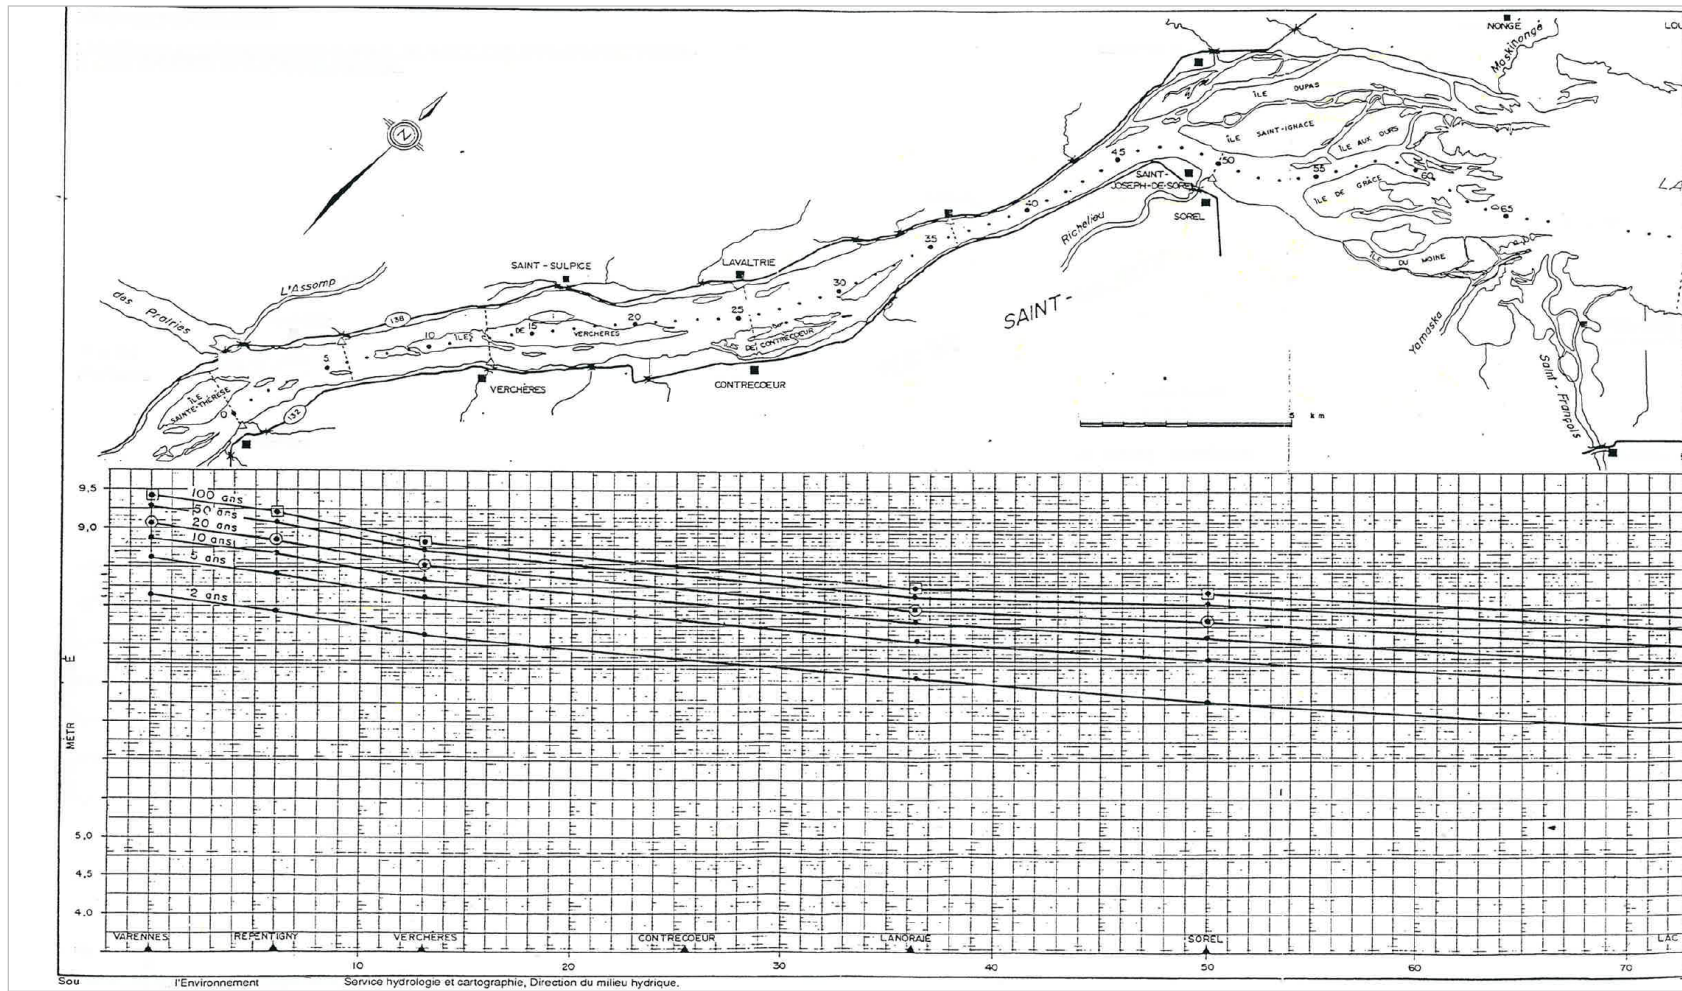 NONGÉ
LOU
Maskinongé
ÎLE DUPAS
ÎLE SAINT-IGNACE
ÎLE AUX OURS
45
50
55
60
65
SAINT-
JOSEPH-DE-SOREL
ÎLE DE GRÂCE
LA
40
SOREL
Richelieu
35
ÎLE DU MOINE
LAVALTRIE
SAINT-SULPICE
L'Assomp
des Prairies
30
SAINT-
138
25
20
10
ÎLES DE 15 VERCHÈRES
ÎLES DE CONTRECOEUR
Yamaska
5
Saint-François
VERCHÈRES
CONTRECOEUR
ÎLE
SAINTE-THÉRÈSE
0
132
5 km
9,5
100 ans
50 ans
9,0
20 ans
10 ans
5 ans
2 ans
E
MÈTR
5,0
4,5
4,0
VARENNES
REPENTIGNY
VERCHÈRES
CONTRECOEUR
LANORAIE
SOREL
LAC
10
20
30
40
50
60
70
Sou
l'Environnement
Service hydrologie et cartographie, Direction du milieu hydrique.